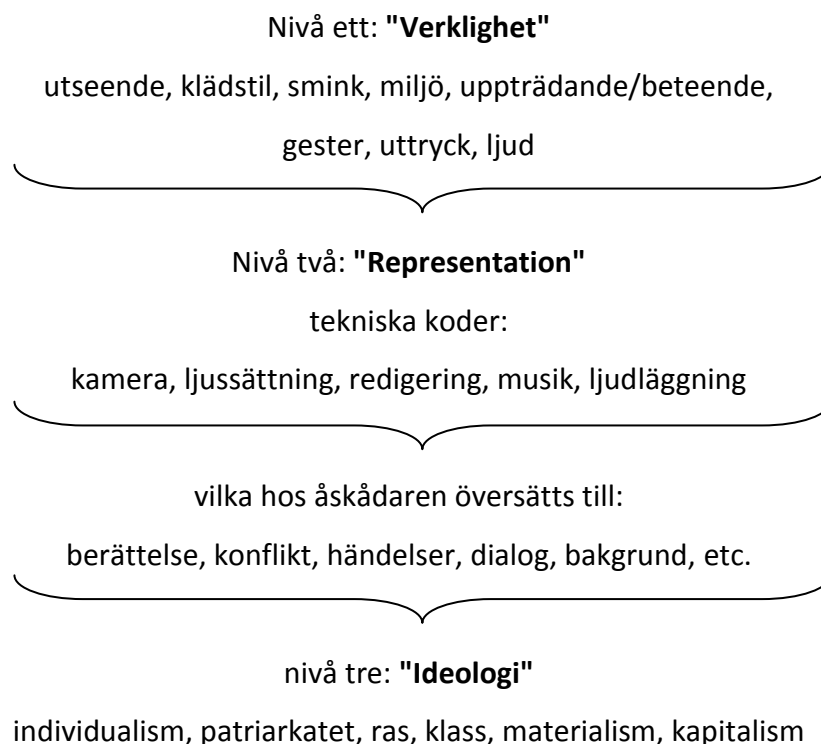 Nivå ett: "Verklighet"
utseende, klädstil, smink, miljö, uppträdande/beteende,
gester, uttryck, ljud
Nivå två: "Representation"
tekniska koder:
kamera, ljussättning, redigering, musik, ljudläggning
vilka hos åskådaren översätts till:
berättelse, konflikt, händelser, dialog, bakgrund, etc.
nivå tre: "Ideologi"
individualism, patriarkatet, ras, klass, materialism, kapitalism